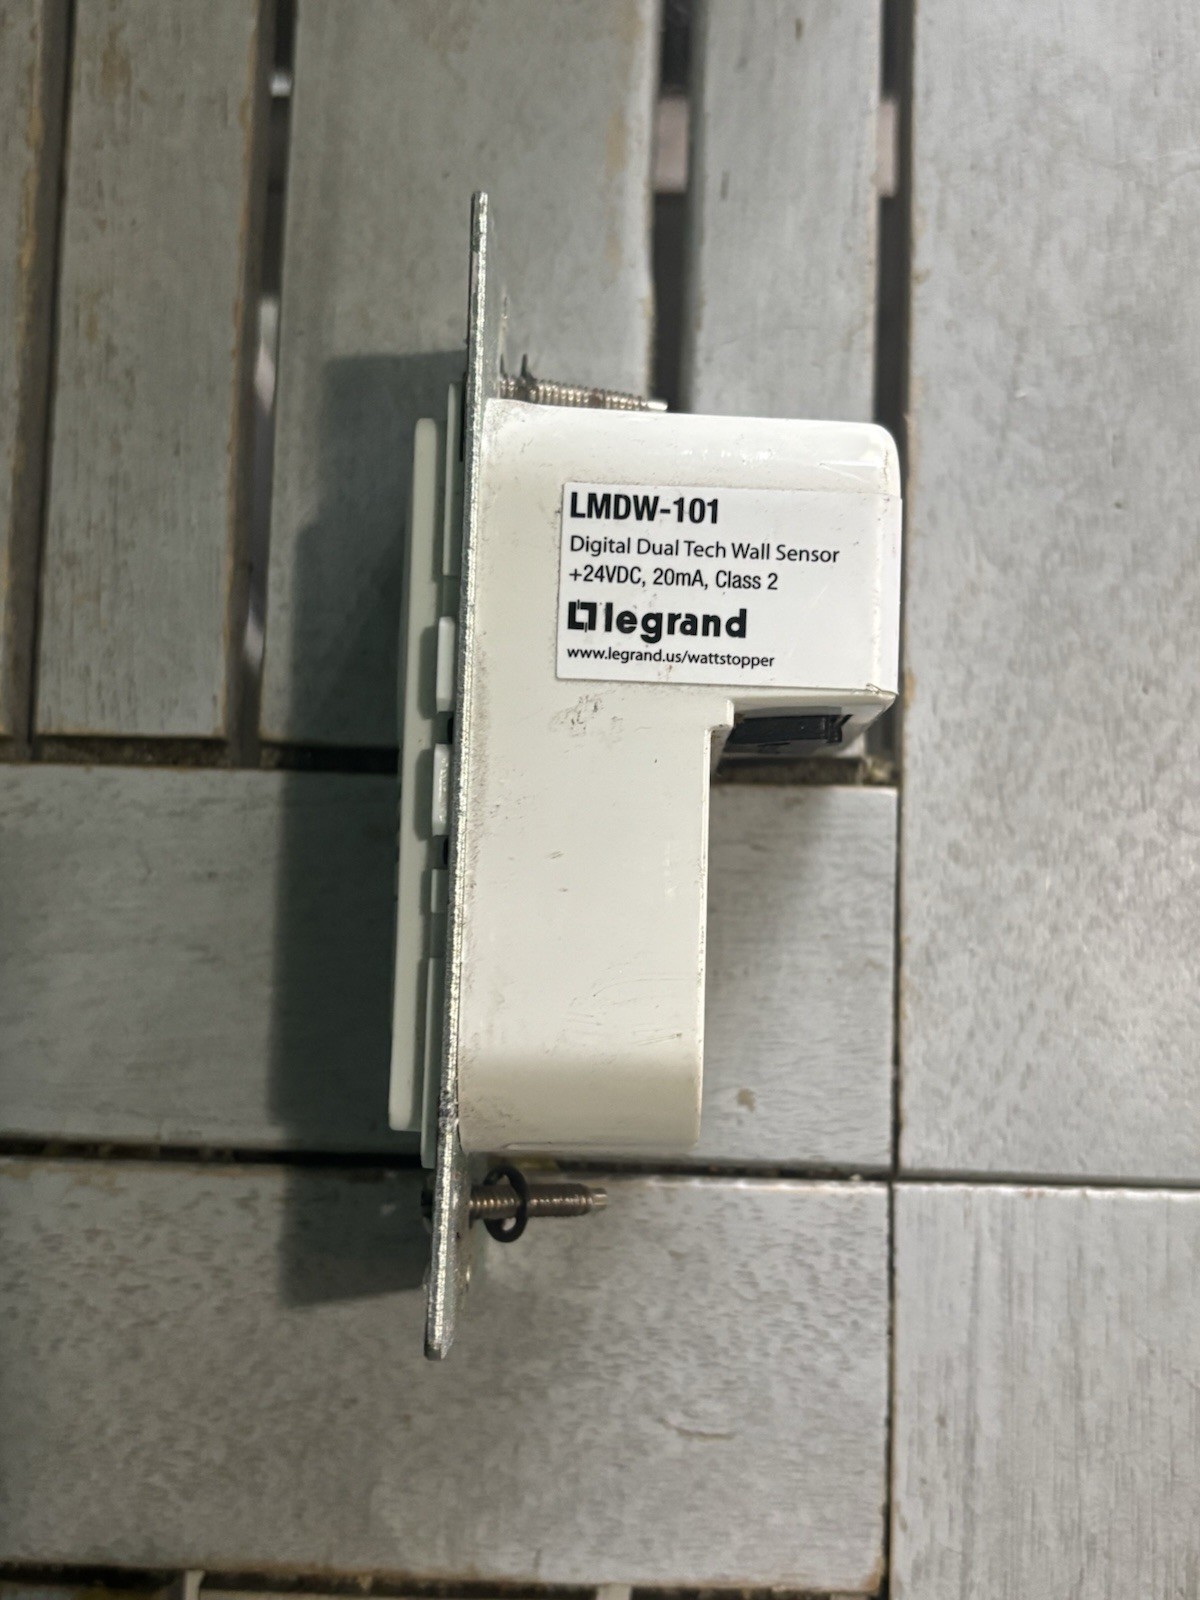 LMDW-101
Digital Dual Tech Wall Sensor
+24VDC, 20mA, Class 2
legrand
www.legrand.us/wattstopper